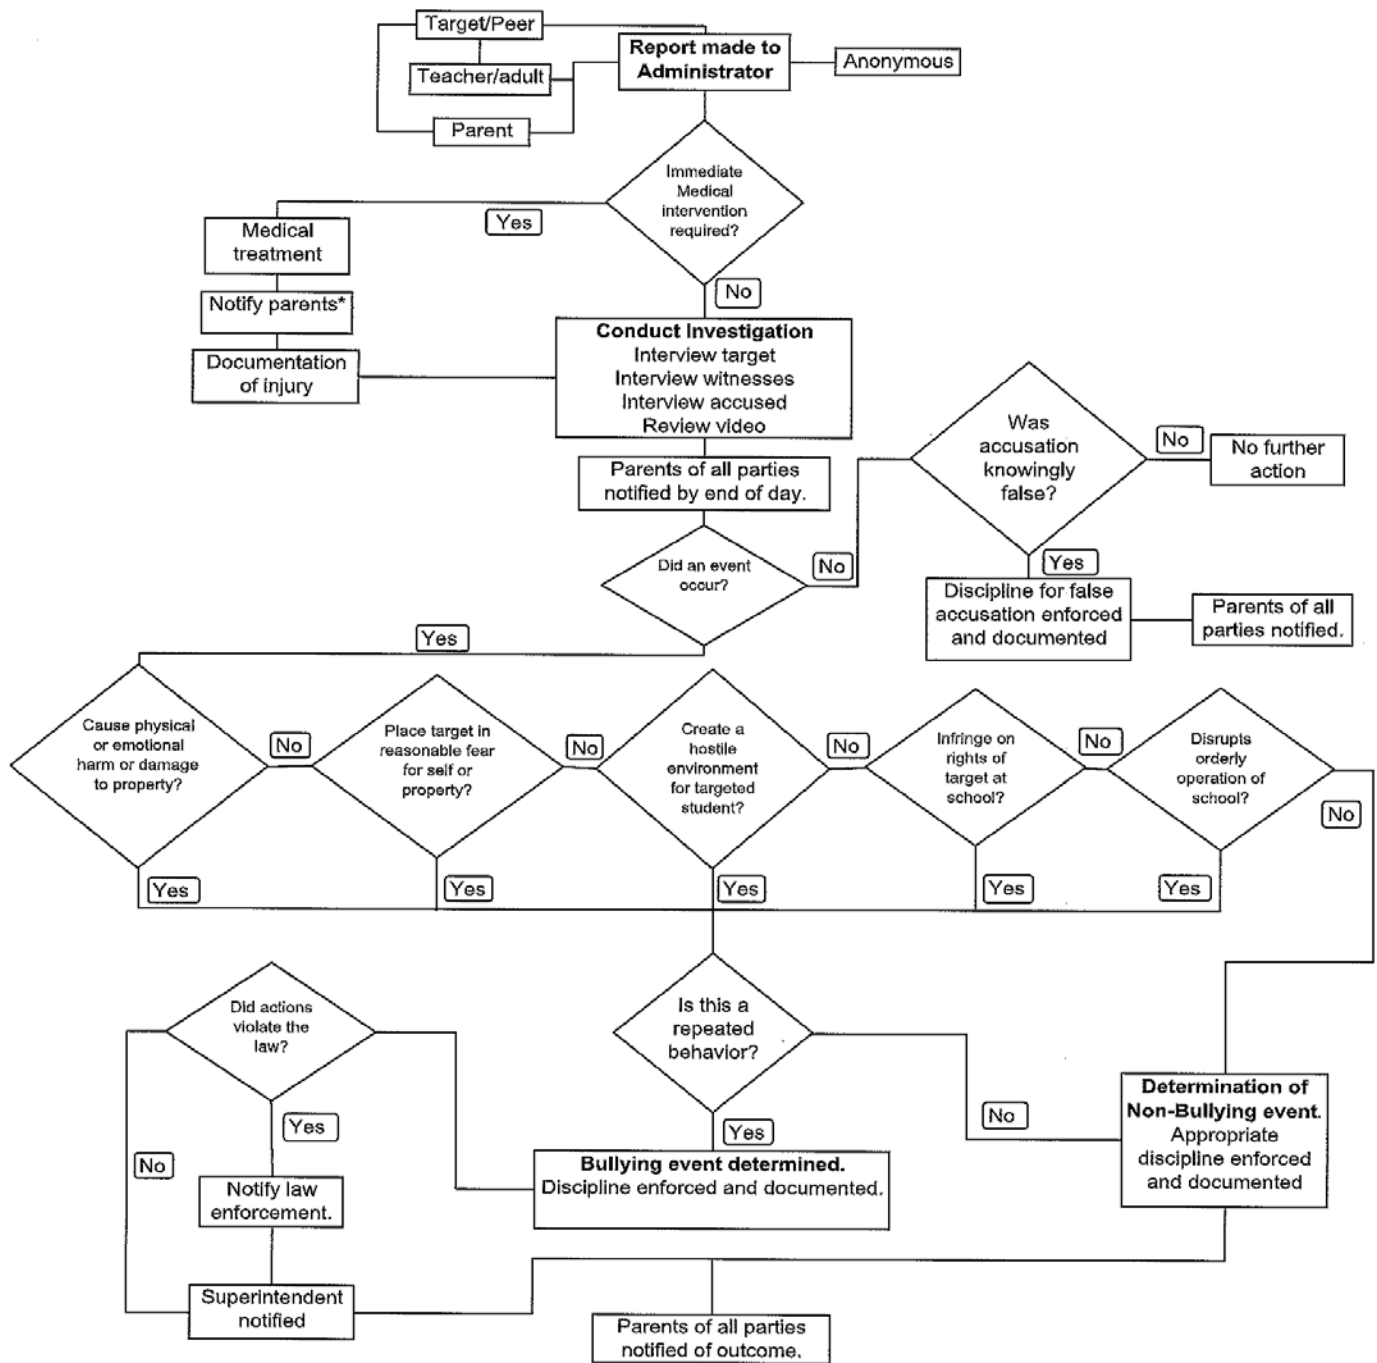 Target/Peer
Report made to
Administrator
Anonymous
Teacher/adult
Parent
Immediate
Medical
intervention
required?
Yes
Medical
treatment
No
Notify parents*
Conduct Investigation
Interview target
Interview witnesses
Interview accused
Review video
Documentation
of injury
Was
accusation
knowingly
false?
No
No further
action
Parents of all parties
notified by end of day.
Did an event
occur?
No
Yes
Discipline for false
accusation enforced
and documented
Parents of all
parties notified.
Yes
Cause physical
or emotional
harm or damage
to property?
No
Place target in
reasonable fear
for self or
property?
No
Create a
hostile
environment
for targeted
student?
No
Infringe on
rights of
target at
school?
No
Disrupts
orderly
operation of
school?
No
Yes
Yes
Yes
Yes
Yes
Did actions
violate the
law?
Is this a
repeated
behavior?
Yes
No
No
Yes
Determination of
Non-Bullying event.
Appropriate
discipline enforced
and documented
Bullying event determined.
Discipline enforced and documented.
Notify law
enforcement.
Superintendent
notified
Parents of all parties
notified of outcome.